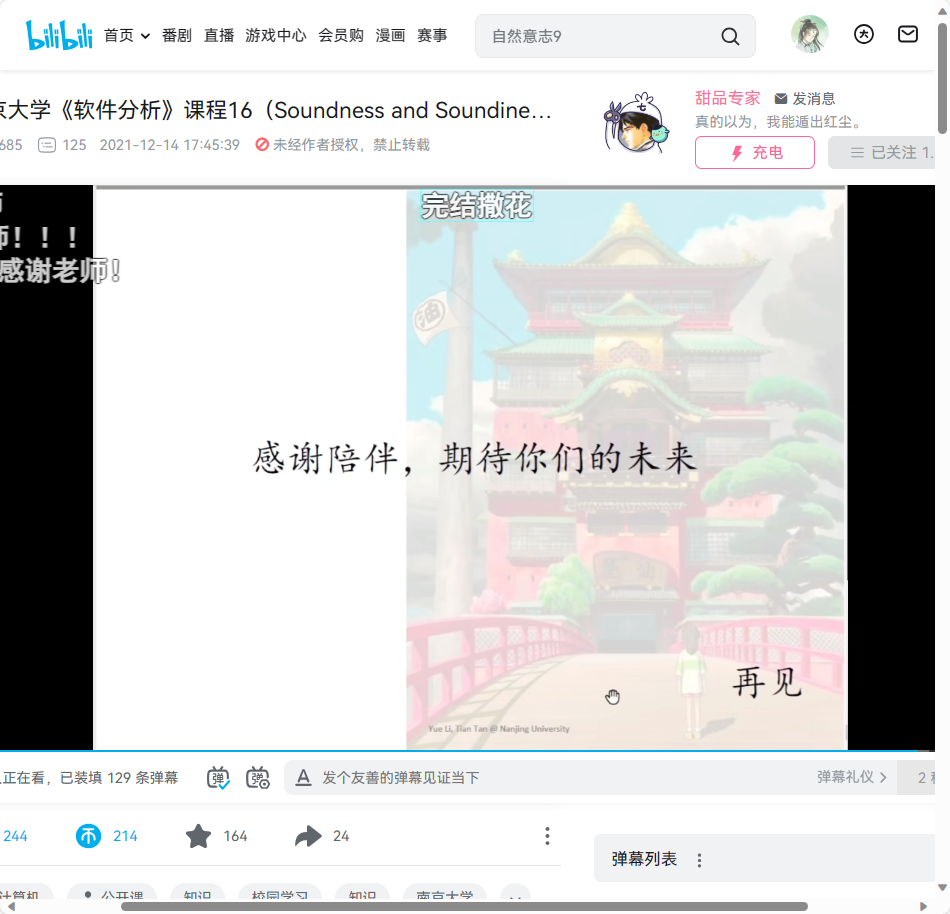 bilibili 首页 番剧 直播 游戏中心 会员购 漫画 赛事 自然意志9
京大学《软件分析》课程16（Soundness and Soundine…
甜品专家 发消息
真的以为，我能遁出红尘。
685 125 2021-12-14 17:45:39 未经作者授权，禁止转载
充电 已关注 1.
完结撒花
师！！！
感谢老师！
油
感谢陪伴，期待你们的未来
再见
Yue Li, Tian Tan @ Nanjing University
正在看，已装填 129 条弹幕 发个友善的弹幕见证当下 弹幕礼仪 2
244 214 164 24
弹幕列表
计算机 公开课 知识 校园学习 知识 南京大学